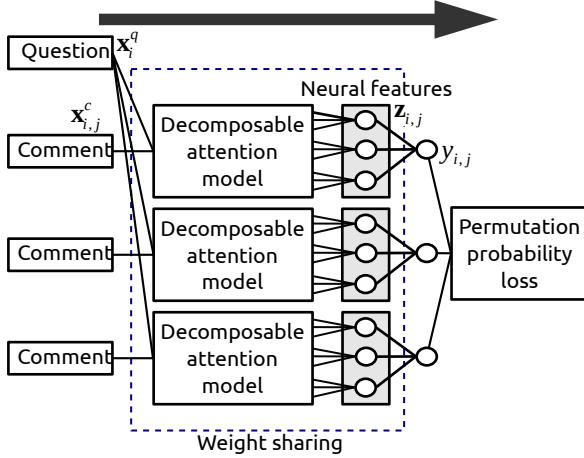 Question
x_i^q
Neural features
x_{i,j}^c
z_{i,j}
Comment
Decomposable
attention
model
y_{i,j}
Comment
Decomposable
attention
model
Permutation
probability
loss
Comment
Decomposable
attention
model
Weight sharing